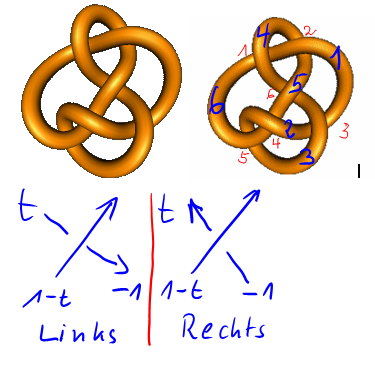 1 4 2 1
6 6 5
5 4 2 3
3
t t
1-t -1 1-t -1
Links Rechts